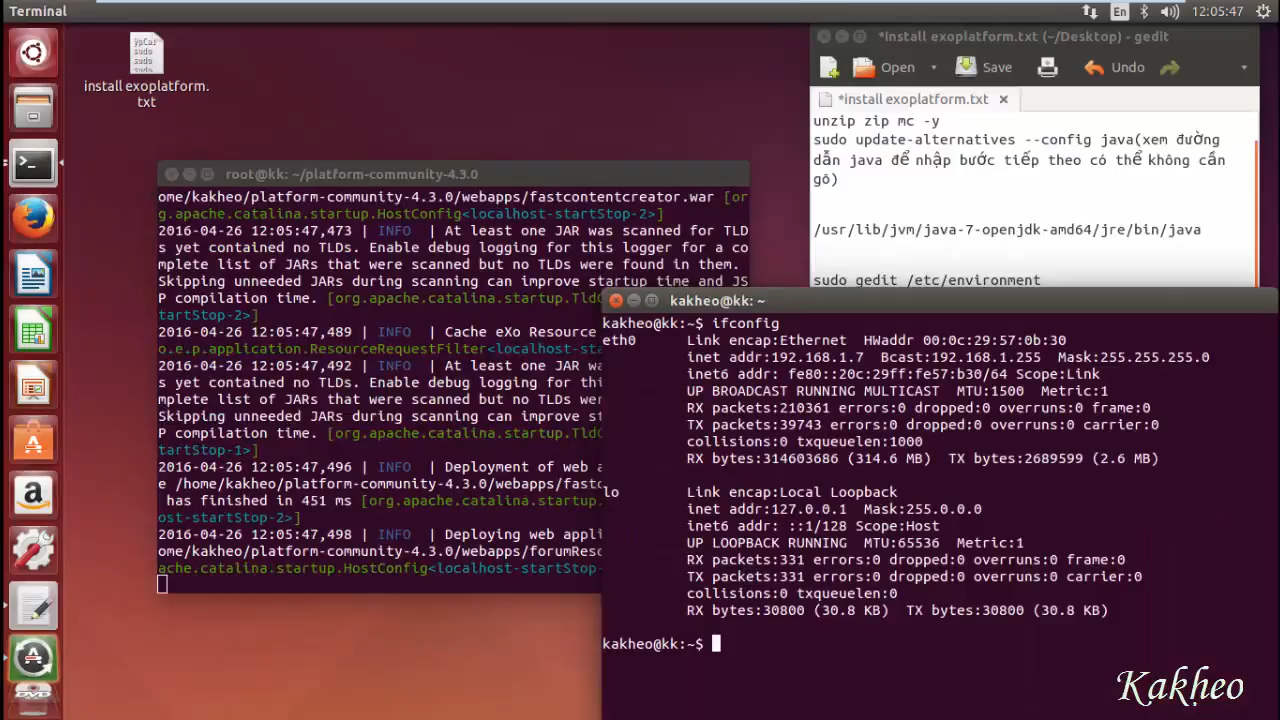 Terminal
En
12:05:47
install exoplatform.
txt
*install exoplatform.txt (~/Desktop) - gedit
Open
Save
Undo
*install exoplatform.txt
unzip zip mc -y
sudo update-alternatives --config java(xem đường
dẫn java để nhập bước tiếp theo có thể không cần
gõ)
/usr/lib/jvm/java-7-openjdk-amd64/jre/bin/java
sudo gedit /etc/environment
root@kk: ~/platform-community-4.3.0
ome/kakheo/platform-community-4.3.0/webapps/fastcontentcreator.war [or
g.apache.catalina.startup.HostConfig<localhost-startStop-2>]
2016-04-26 12:05:47,473 | INFO  | At least one JAR was scanned for TLD
s yet contained no TLDs. Enable debug logging for this logger for a co
mplete list of JARs that were scanned but no TLDs were found in them.
Skipping unneeded JARs during scanning can improve startup time and JS
P compilation time. [org.apache.catalina.startup.TldC
tartStop-2>]
2016-04-26 12:05:47,489 | INFO  | Cache eXo Resource
o.e.p.application.ResourceRequestFilter<localhost-sta
2016-04-26 12:05:47,492 | INFO  | At least one JAR wa
s yet contained no TLDs. Enable debug logging for thi
mplete list of JARs that were scanned but no TLDs wer
Skipping unneeded JARs during scanning can improve st
P compilation time. [org.apache.catalina.startup.TldC
tartStop-1>]
2016-04-26 12:05:47,496 | INFO  | Deployment of web a
e /home/kakheo/platform-community-4.3.0/webapps/fastc
has finished in 451 ms [org.apache.catalina.startup.
ost-startStop-2>]
2016-04-26 12:05:47,498 | INFO  | Deploying web appli
ome/kakheo/platform-community-4.3.0/webapps/forumReso
ache.catalina.startup.HostConfig<localhost-startStop-
kakheo@kk: ~
kakheo@kk:~$ ifconfig
eth0      Link encap:Ethernet  HWaddr 00:0c:29:57:0b:30
inet addr:192.168.1.7  Bcast:192.168.1.255  Mask:255.255.255.0
inet6 addr: fe80::20c:29ff:fe57:b30/64 Scope:Link
UP BROADCAST RUNNING MULTICAST  MTU:1500  Metric:1
RX packets:210361 errors:0 dropped:0 overruns:0 frame:0
TX packets:39743 errors:0 dropped:0 overruns:0 carrier:0
collisions:0 txqueuelen:1000
RX bytes:314603686 (314.6 MB)  TX bytes:2689599 (2.6 MB)
lo        Link encap:Local Loopback
inet addr:127.0.0.1  Mask:255.0.0.0
inet6 addr: ::1/128 Scope:Host
UP LOOPBACK RUNNING  MTU:65536  Metric:1
RX packets:331 errors:0 dropped:0 overruns:0 frame:0
TX packets:331 errors:0 dropped:0 overruns:0 carrier:0
collisions:0 txqueuelen:0
RX bytes:30800 (30.8 KB)  TX bytes:30800 (30.8 KB)
kakheo@kk:~$
Kakheo